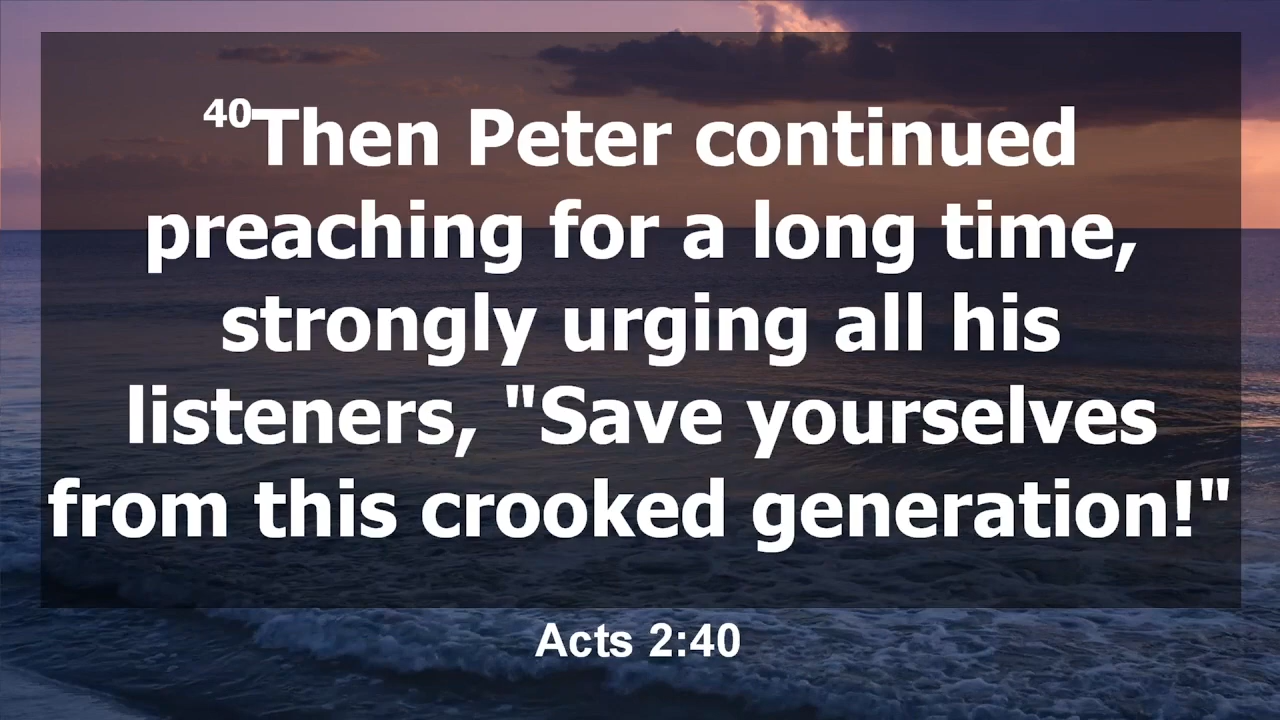 40Then Peter continued
preaching for a long time,
strongly urging all his
listeners, "Save yourselves
from this crooked generation!"
Acts 2:40